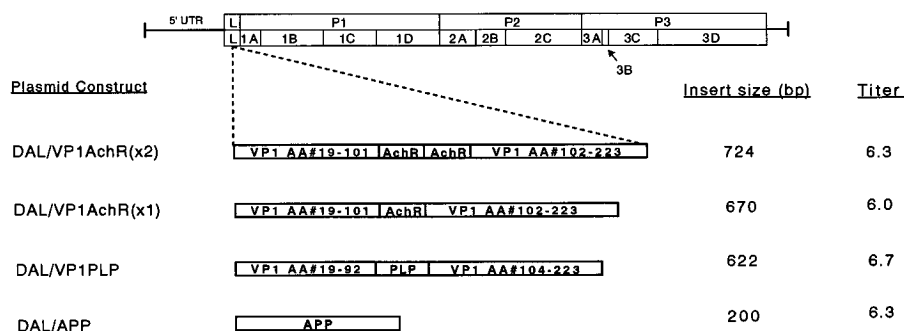 5' UTR L P1 P2 P3
L 1A 1B 1C 1D 2A 2B 2C 3A 3C 3D
3B
Plasmid Construct Insert size (bp) Titer
DAL/VP1AchR(x2) VP1 AA#19-101 AchR AchR VP1 AA#102-223 724 6.3
DAL/VP1AchR(x1) VP1 AA#19-101 AchR VP1 AA#102-223 670 6.0
DAL/VP1PLP VP1 AA#19-92 PLP VP1 AA#104-223 622 6.7
DAL/APP APP 200 6.3